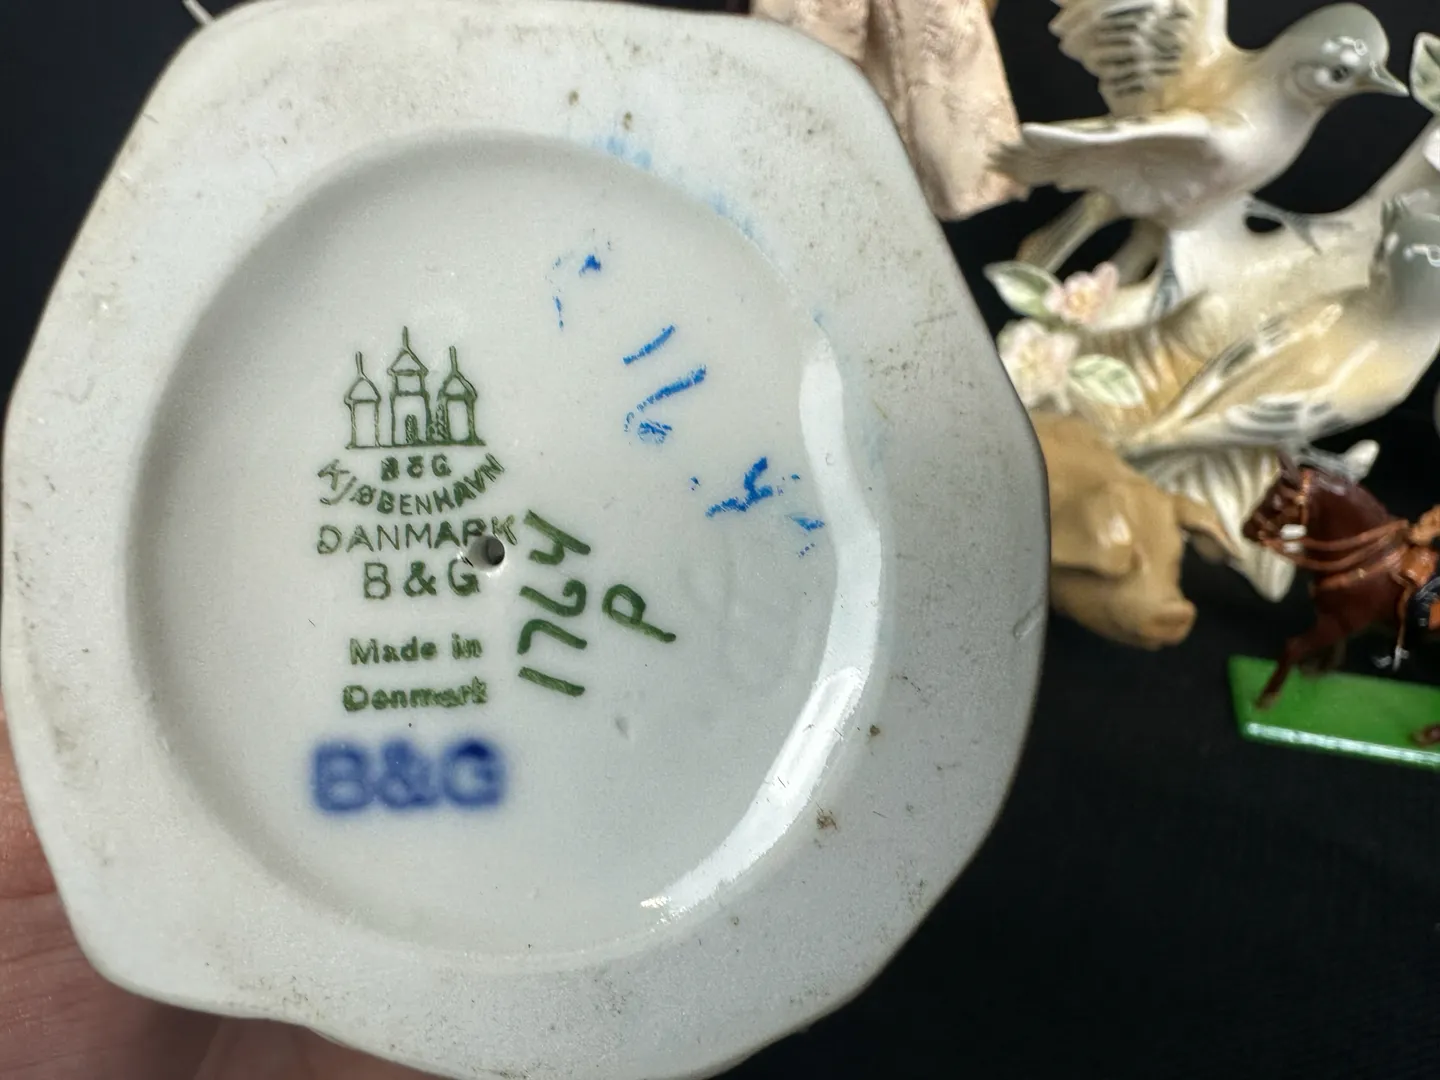 B&G
KJØBENHAVN
DANMARK
B&G
Made in
Denmark
B&G
1764
P